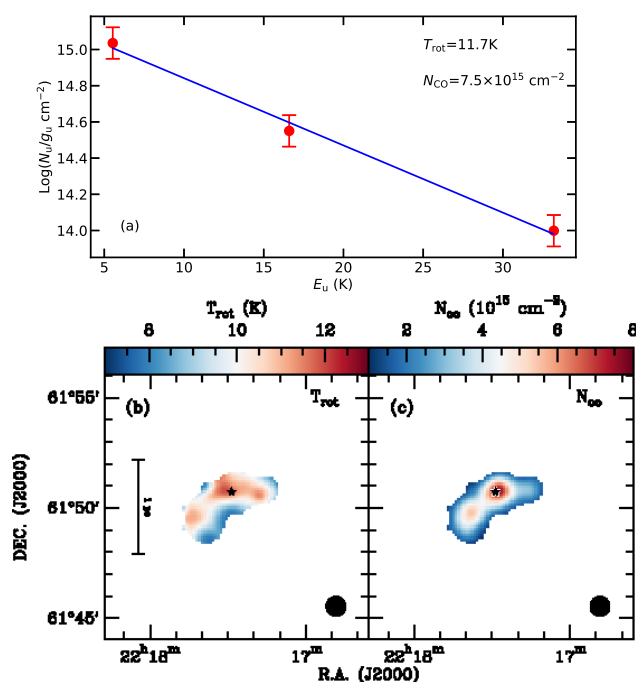 T_rot=11.7K
N_CO=7.5×10^15 cm^−2
Log(N_u/g_u cm^−2)
15.0
14.8
14.6
14.4
14.2
14.0
(a)
5 10 15 20 25 30
E_u (K)
T_rot (K) N_co (10^15 cm^−2)
8 10 12 2 4 6 8
(b) T_rot (c) N_co
DEC. (J2000)
61°55'
61°50'
61°45'
1 pc
22^h18^m 17^m 22^h18^m 17^m
R.A. (J2000)